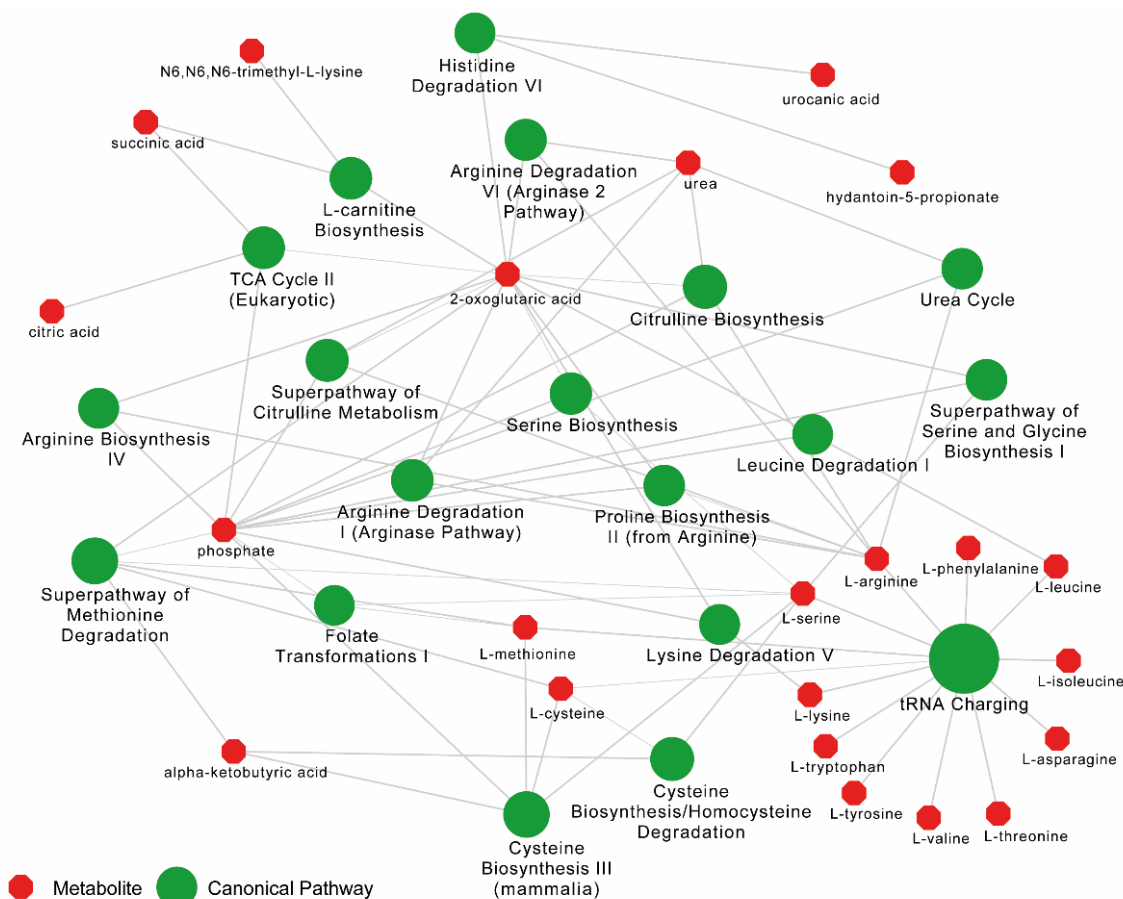 N6,N6,N6-trimethyl-L-lysine
Histidine
Degradation VI
urocanic acid
succinic acid
Arginine Degradation
VI (Arginase 2
Pathway)
urea
hydantoin-5-propionate
L-carnitine
Biosynthesis
TCA Cycle II
(Eukaryotic)
2-oxoglutaric acid
Citrulline Biosynthesis
Urea Cycle
citric acid
Superpathway of
Citrulline Metabolism
Serine Biosynthesis
Superpathway of
Serine and Glycine
Biosynthesis I
Arginine Biosynthesis
IV
Leucine Degradation I
Arginine Degradation
I (Arginase Pathway)
Proline Biosynthesis
II (from Arginine)
phosphate
L-arginine
L-phenylalanine
L-leucine
Superpathway of
Methionine
Degradation
Folate
Transformations I
L-methionine
L-serine
Lysine Degradation V
L-isoleucine
tRNA Charging
L-cysteine
L-lysine
L-tryptophan
L-asparagine
alpha-ketobutyric acid
Cysteine
Biosynthesis/Homocysteine
Degradation
L-tyrosine
L-valine
L-threonine
Cysteine
Biosynthesis III
(mammalia)
Metabolite
Canonical Pathway